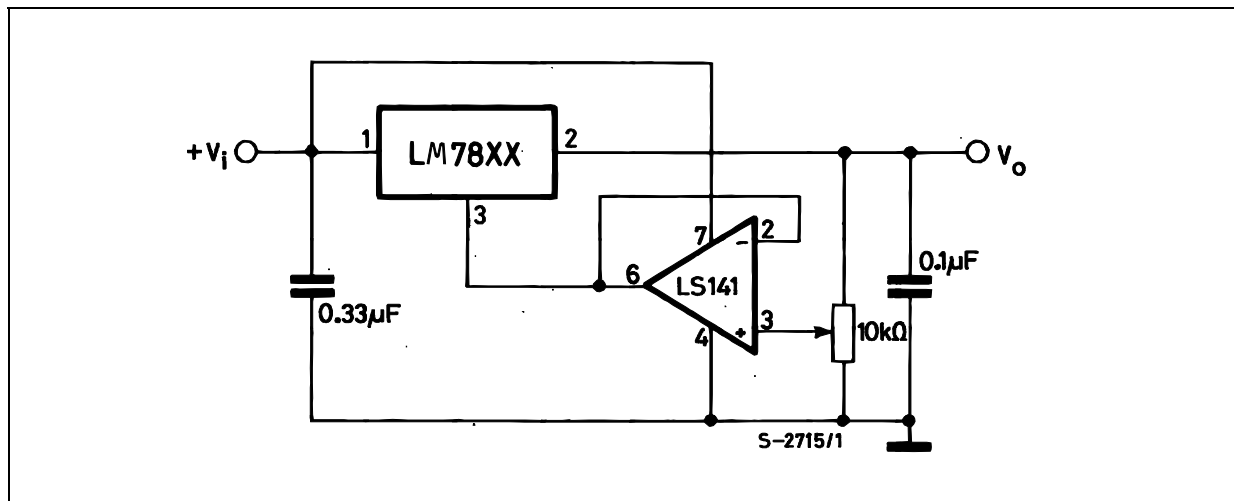 +Vi
1
LM78XX
2
Vo
3
7
2
-
6
LS141
0.1µF
0.33µF
4
+
3
10kΩ
S-2715/1